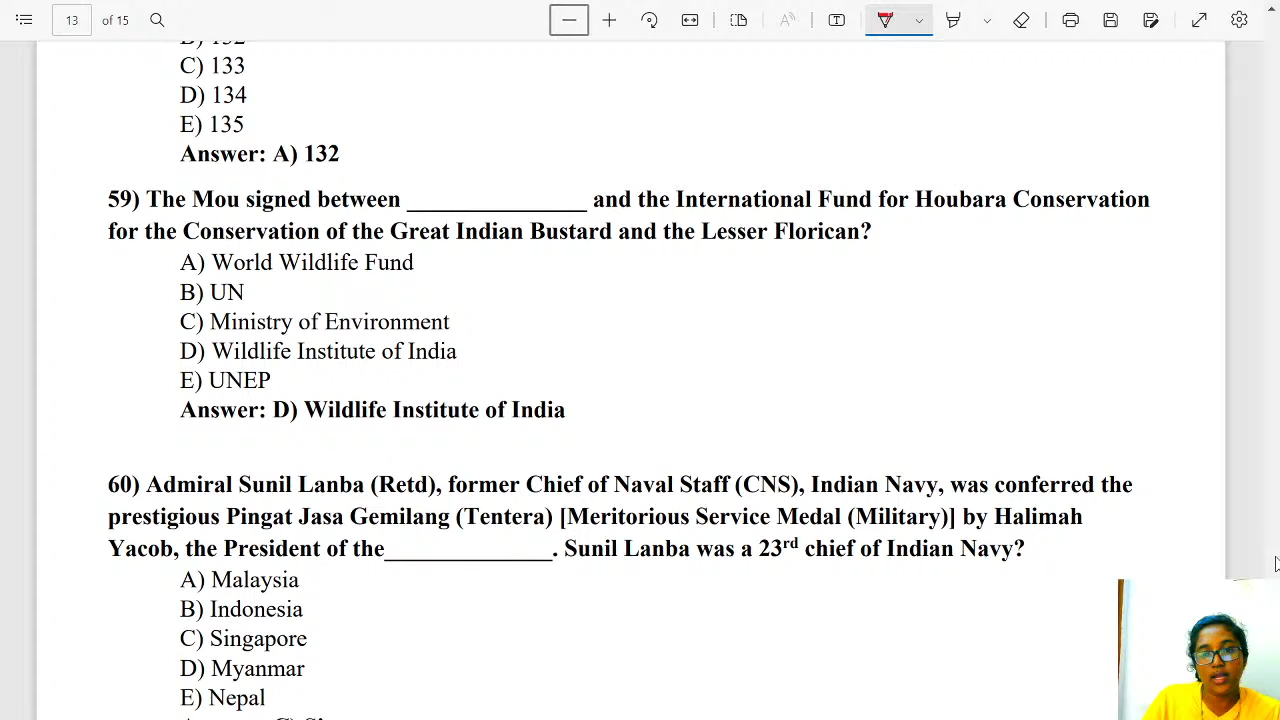 13 of 15
B) 132
C) 133
D) 134
E) 135
Answer: A) 132
59) The Mou signed between _______________ and the International Fund for Houbara Conservation
for the Conservation of the Great Indian Bustard and the Lesser Florican?
A) World Wildlife Fund
B) UN
C) Ministry of Environment
D) Wildlife Institute of India
E) UNEP
Answer: D) Wildlife Institute of India
60) Admiral Sunil Lanba (Retd), former Chief of Naval Staff (CNS), Indian Navy, was conferred the
prestigious Pingat Jasa Gemilang (Tentera) [Meritorious Service Medal (Military)] by Halimah
Yacob, the President of the______________. Sunil Lanba was a 23rd chief of Indian Navy?
A) Malaysia
B) Indonesia
C) Singapore
D) Myanmar
E) Nepal